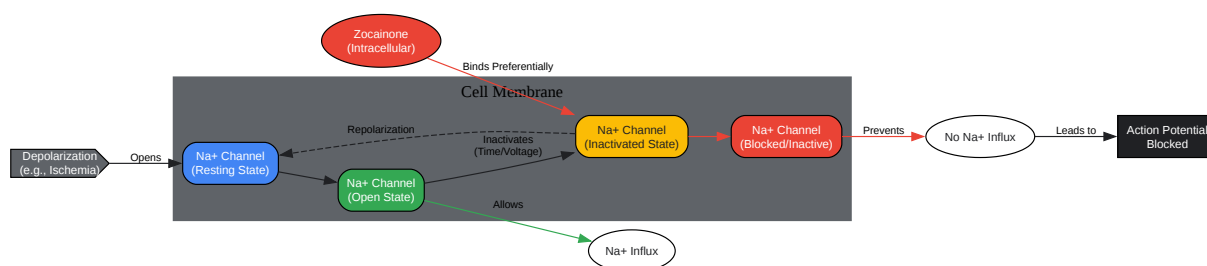 Zocainone
(Intracellular)
Binds Preferentially
Cell Membrane
Repolarization
Inactivates
(Time/Voltage)
Depolarization
(e.g., Ischemia)
Opens
Na+ Channel
(Resting State)
Na+ Channel
(Open State)
Na+ Channel
(Inactivated State)
Na+ Channel
(Blocked/Inactive)
Prevents
No Na+ Influx
Leads to
Action Potential
Blocked
Allows
Na+ Influx